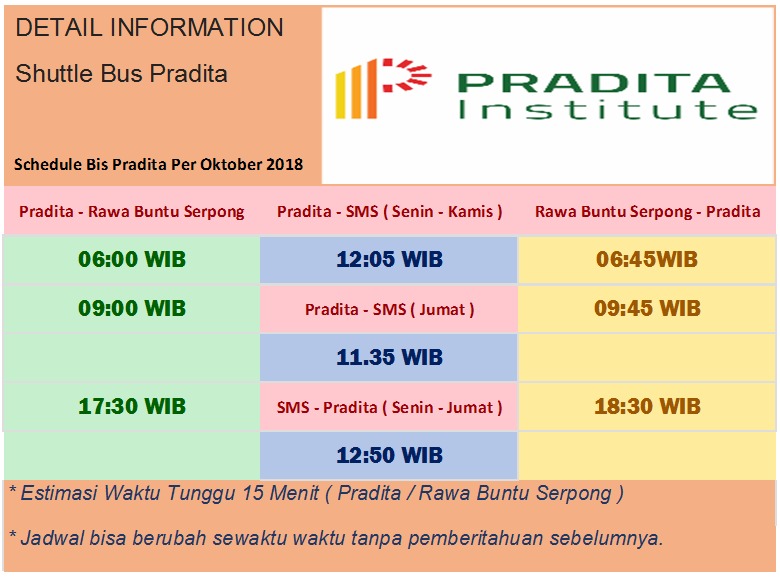 DETAIL INFORMATION
Shuttle Bus Pradita
PRADITA
Institute
Schedule Bis Pradita Per Oktober 2018
Pradita - Rawa Buntu Serpong
Pradita - SMS ( Senin - Kamis )
Rawa Buntu Serpong - Pradita
06:00 WIB
12:05 WIB
06:45WIB
09:00 WIB
Pradita - SMS ( Jumat )
09:45 WIB
11.35 WIB
17:30 WIB
SMS - Pradita ( Senin - Jumat )
18:30 WIB
12:50 WIB
* Estimasi Waktu Tunggu 15 Menit ( Pradita / Rawa Buntu Serpong )
* Jadwal bisa berubah sewaktu waktu tanpa pemberitahuan sebelumnya.